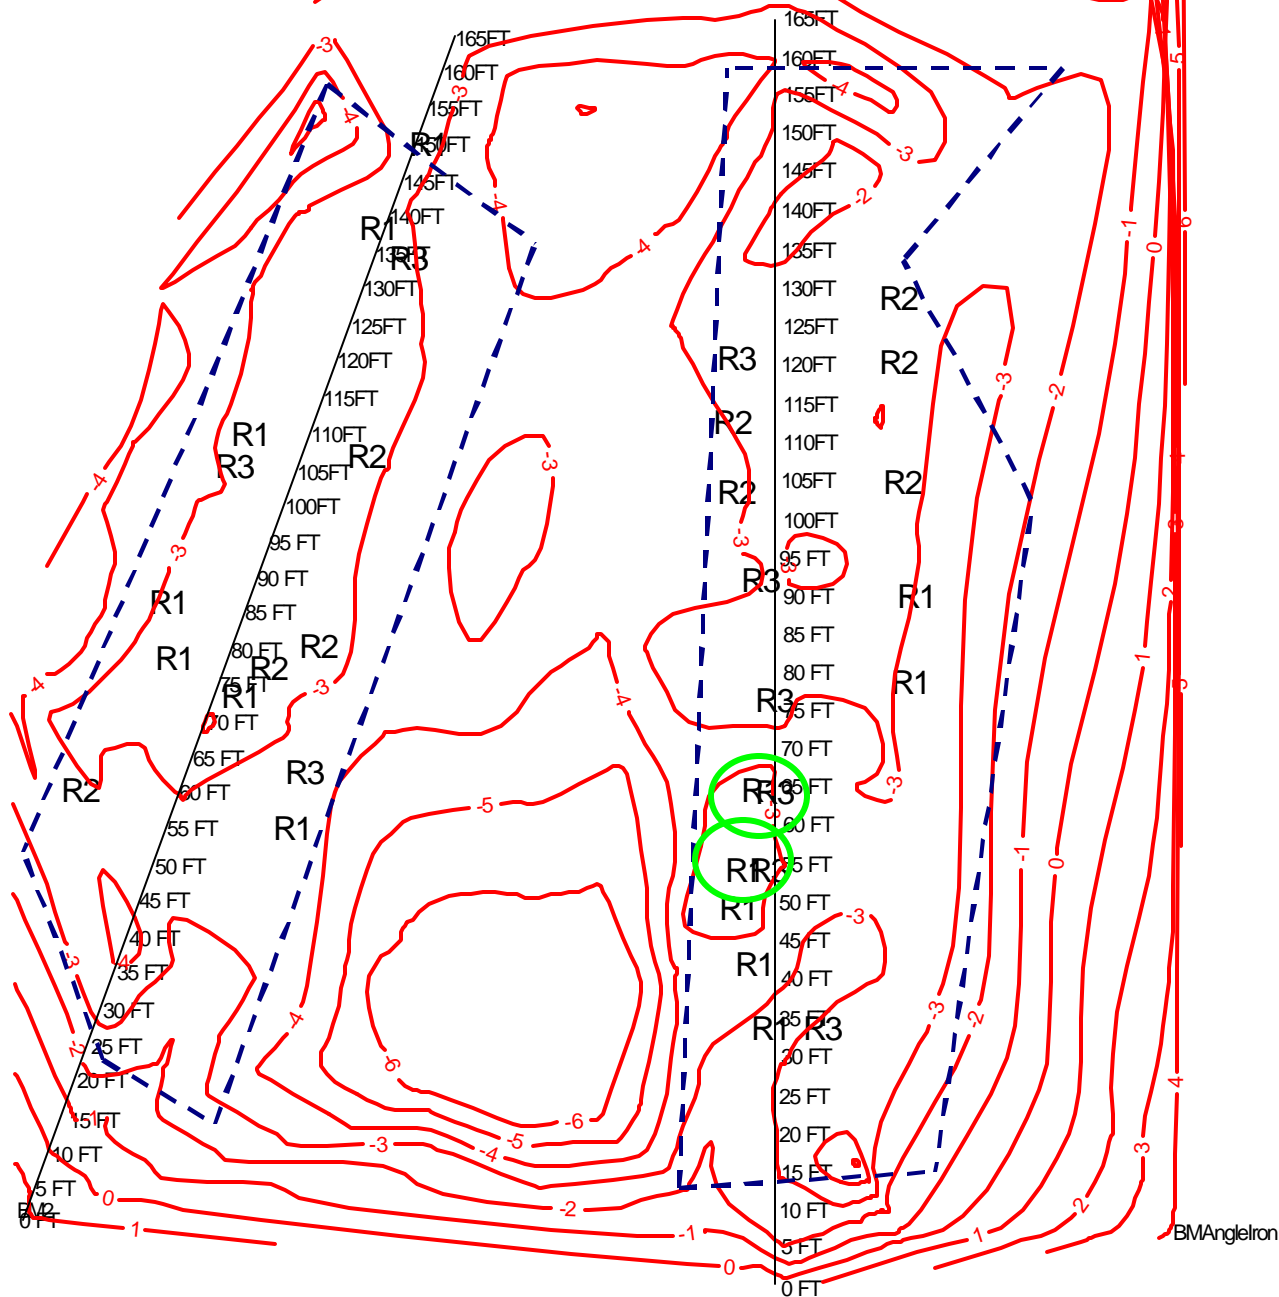 165FT
-3
165FT
160FT
5
160FT
-3
-4
155FT
155FT
-4
R1
150FT
150FT
-3
145FT
145FT
-2
-4
140FT
140FT
R1
-1
6
-4
0
135FT
R3
135FT
130FT
130FT
R2
125FT
125FT
120FT
R3
120FT
R2
-3
-2
115FT
115FT
R2
R1
110FT
110FT
-3
R2
R3
105FT
105FT
R2
R2
-4
100FT
100FT
-3
95 FT
-3
95 FT
90 FT
R3
90 FT
R1
2
R1
85 FT
85 FT
80 FT
R2
R1
1
80 FT
R2
75 FT
R1
-3
-4
R3
R1
-4
75 FT
70 FT
70 FT
65 FT
R3
-3
R2
60 FT
R3
65 FT
-5
-3
60 FT
55 FT
R1
-1
0
50 FT
R1
55 FT
45 FT
R1
50 FT
-3
40 FT
45 FT
-3
35 FT
R1
40 FT
30 FT
-4
-3
-2
35 FT
R1
R3
25 FT
-2
-6
30 FT
20 FT
4
25 FT
15 FT
-6
-5
20 FT
10 FT
-3
-4
15 FT
3
5 FT
0
-2
10 FT
2
BM2
0 FT
1
-1
5 FT
1
BMAngleIron
0
0 FT